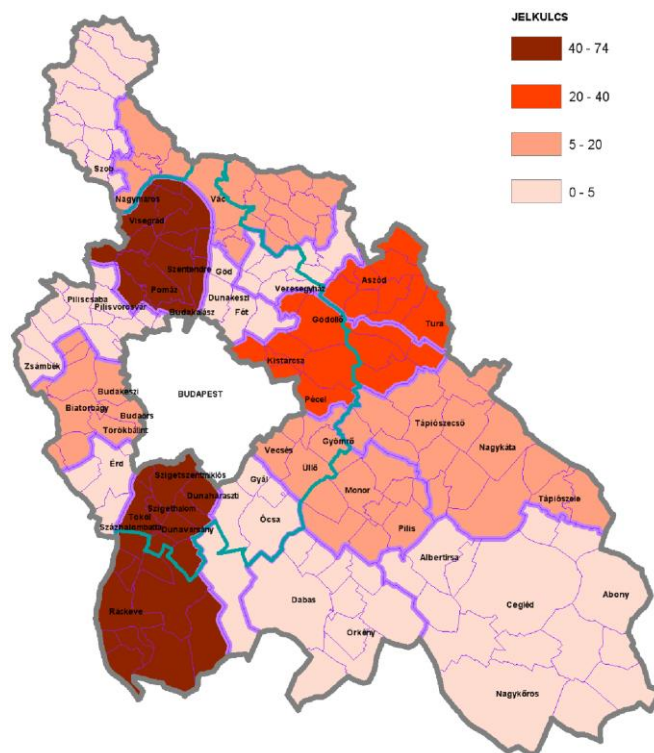 JELKULCS
40 - 74
20 - 40
5 - 20
0 - 5
Szob
Nagymaros
Vác
Visegrád
Szentendre
Göd
Aszód
Veresegyház
Piliscsaba
Pomáz
Dunakeszi
Pilisvörösvár
Budakalász
Fót
Gödöllő
Tura
Zsámbék
Kistarcsa
Budakeszi
BUDAPEST
Pécel
Biatorbágy
Budaörs
Tápiószecső
Törökbálint
Gyömrő
Vecsés
Nagykáta
Érd
Üllő
Szigetszentmiklós
Gyál
Tápiószele
Dunaharaszti
Monor
Szigethalom
Tököl
Ócsa
Pilis
Százhalombatta
Dunavarsány
Albertirsa
Abony
Ráckeve
Dabas
Cegléd
Örkény
Nagykőrös